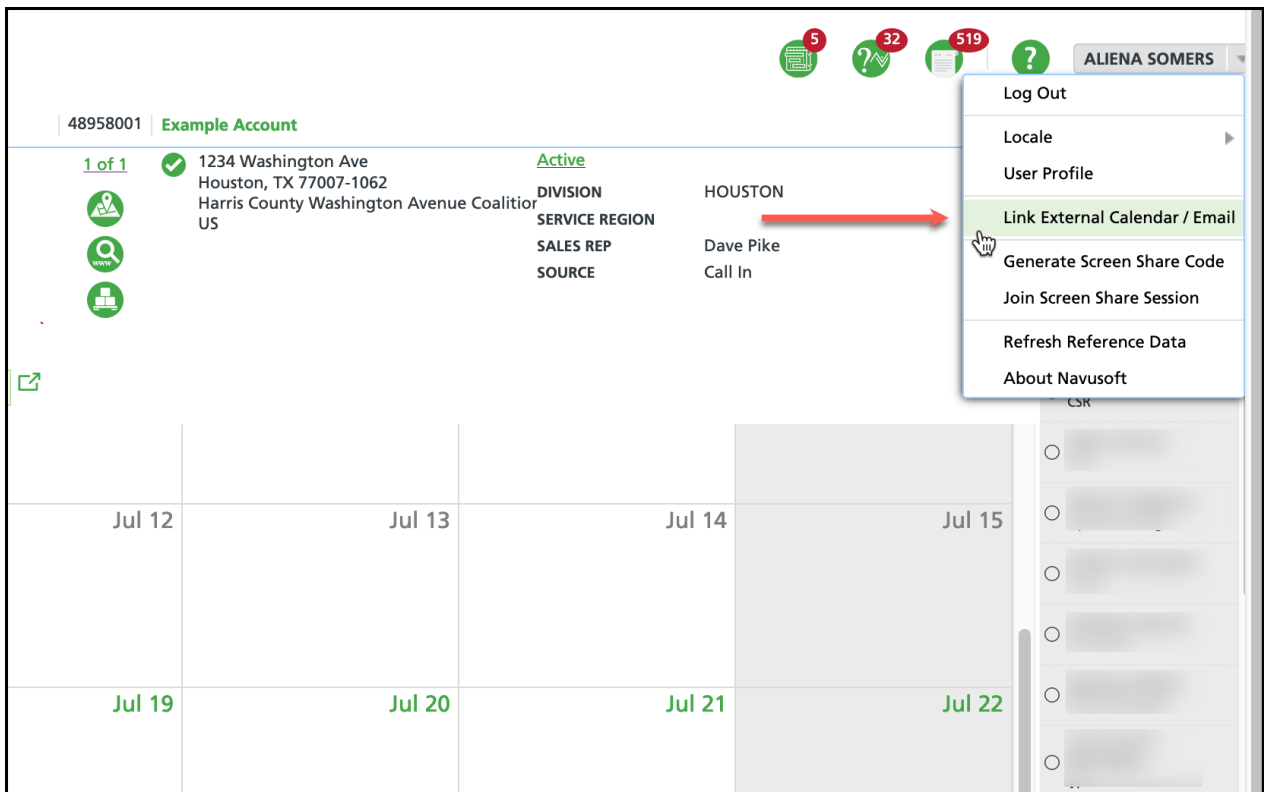 5
32
519
?
?
ALIENA SOMERS
Log Out
Locale
User Profile
Link External Calendar / Email
Generate Screen Share Code
Join Screen Share Session
Refresh Reference Data
About Navusoft
48958001 Example Account
1 of 1
1234 Washington Ave
Houston, TX 77007-1062
Harris County Washington Avenue Coalition
US
www
Active
DIVISION HOUSTON
SERVICE REGION
SALES REP Dave Pike
SOURCE Call In
CSR
Jul 12 Jul 13 Jul 14 Jul 15
Jul 19 Jul 20 Jul 21 Jul 22